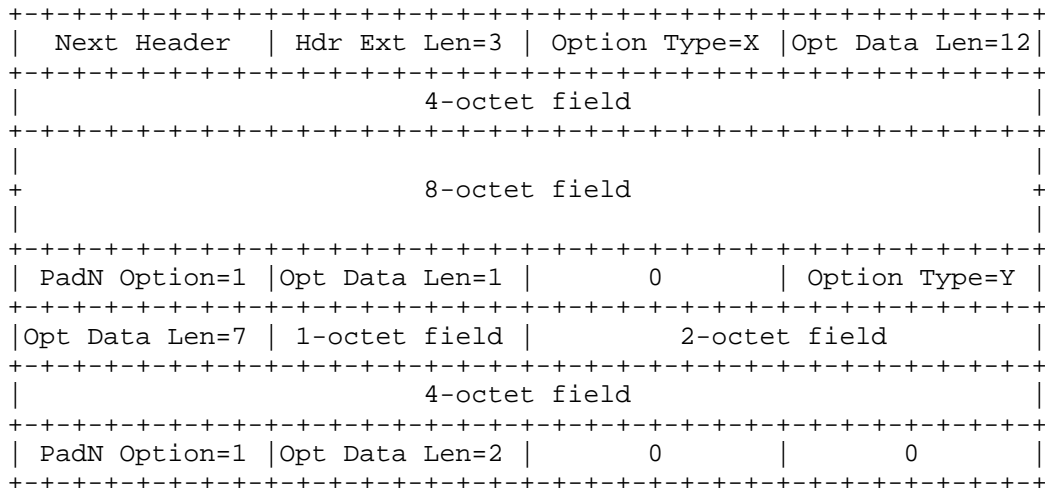 Next Header | Hdr Ext Len=3 | Option Type=X |Opt Data Len=12|
4-octet field
8-octet field
PadN Option=1 |Opt Data Len=1 | 0 | Option Type=Y |
|Opt Data Len=7 | 1-octet field | 2-octet field |
4-octet field
PadN Option=1 |Opt Data Len=2 | 0 | 0 |